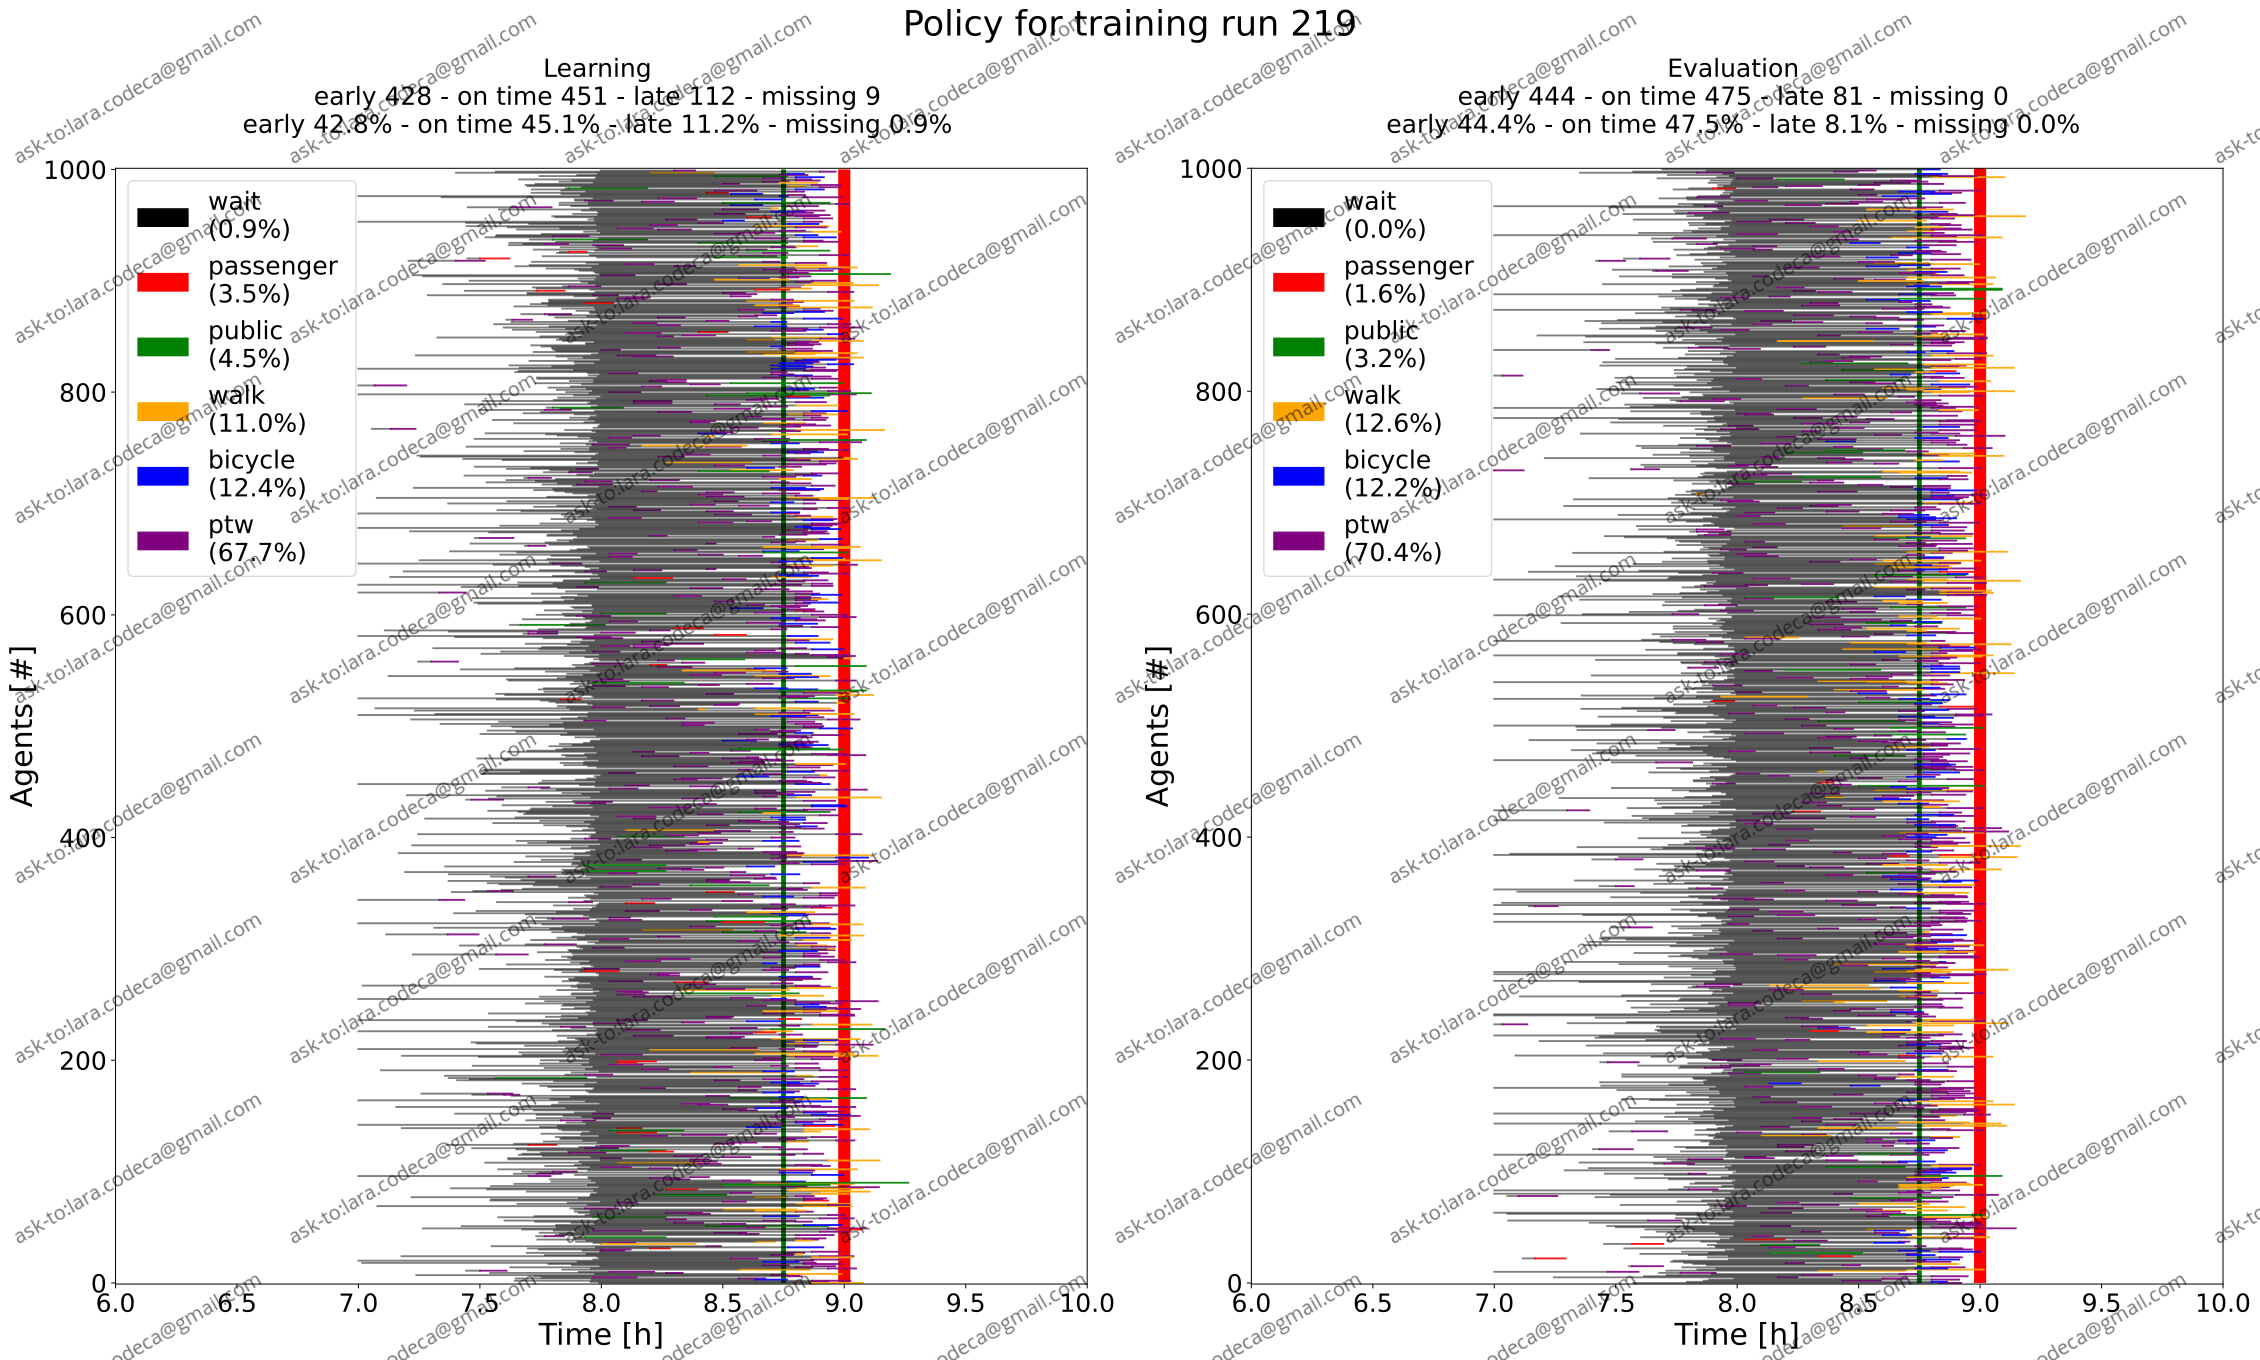 Policy for training run 219
Learning
early 428 - on time 451 - late 112 - missing 9
early 42.8% - on time 45.1% - late 11.2% - missing 0.9%
Agents [#]
1000
800
600
400
200
0
wait
(0.9%)
passenger
(3.5%)
public
(4.5%)
walk
(11.0%)
bicycle
(12.4%)
ptw
(67.7%)
6.0 6.5 7.0 7.5 8.0 8.5 9.0 9.5 10.0
Time [h]
Evaluation
early 444 - on time 475 - late 81 - missing 0
early 44.4% - on time 47.5% - late 8.1% - missing 0.0%
Agents [#]
1000
800
600
400
200
0
wait
(0.0%)
passenger
(1.6%)
public
(3.2%)
walk
(12.6%)
bicycle
(12.2%)
ptw
(70.4%)
6.0 6.5 7.0 7.5 8.0 8.5 9.0 9.5 10.0
Time [h]
ask-to:lara.codeca@gmail.com